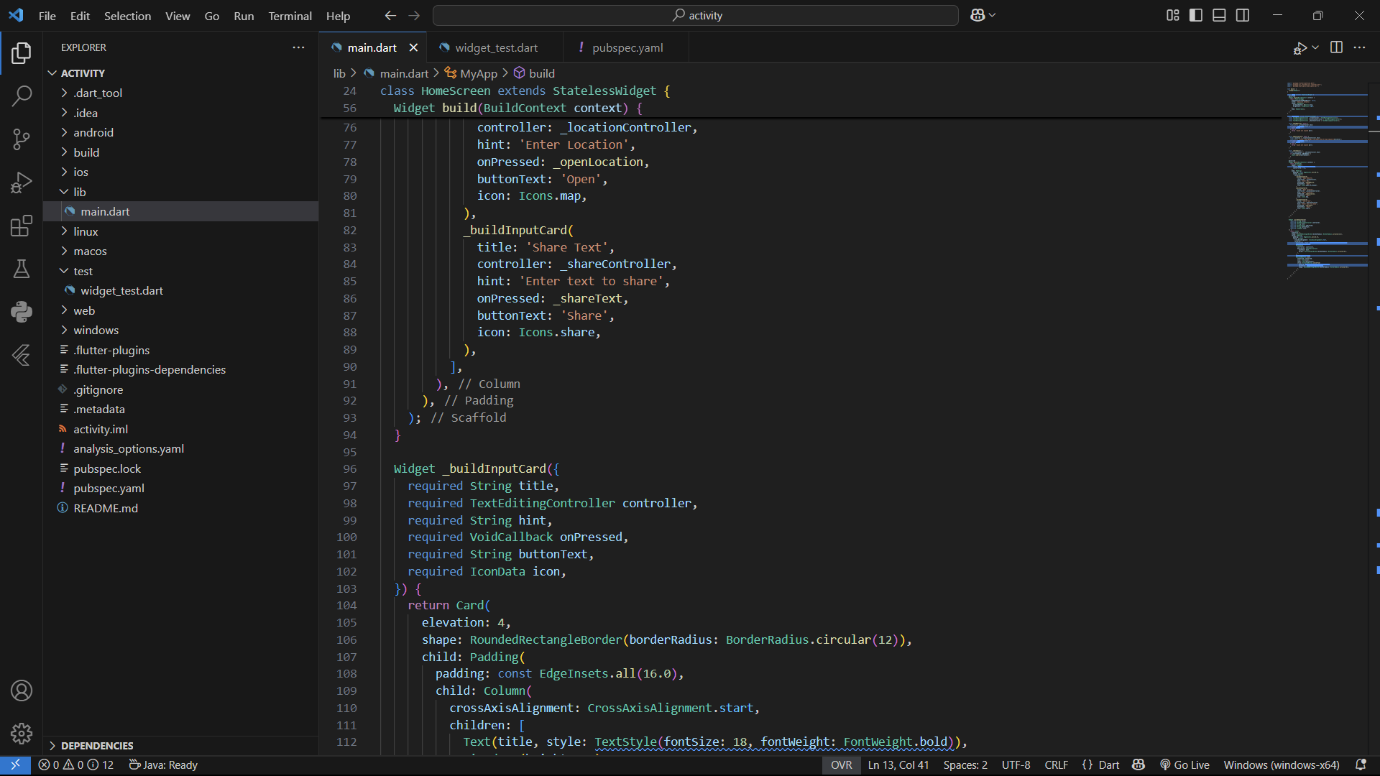 File Edit Selection View Go Run Terminal Help
activity
EXPLORER
main.dart
widget_test.dart
! pubspec.yaml
lib > main.dart > MyApp > build
ACTIVITY
.dart_tool
.idea
android
build
ios
lib
main.dart
linux
macos
test
widget_test.dart
web
windows
.flutter-plugins
.flutter-plugins-dependencies
.gitignore
.metadata
activity.iml
! analysis_options.yaml
pubspec.lock
! pubspec.yaml
README.md
DEPENDENCIES
24 class HomeScreen extends StatelessWidget {
56 Widget build(BuildContext context) {
76 controller: _locationController,
77 hint: 'Enter Location',
78 onPressed: _openLocation,
79 buttonText: 'Open',
80 icon: Icons.map,
81 ),
82 _buildInputCard(
83 title: 'Share Text',
84 controller: _shareController,
85 hint: 'Enter text to share',
86 onPressed: _shareText,
87 buttonText: 'Share',
88 icon: Icons.share,
89 ),
90 ],
91 ), // Column
92 ), // Padding
93 ); // Scaffold
94 }
95
96 Widget _buildInputCard({
97 required String title,
98 required TextEditingController controller,
99 required String hint,
100 required VoidCallback onPressed,
101 required String buttonText,
102 required IconData icon,
103 }) {
104 return Card(
105 elevation: 4,
106 shape: RoundedRectangleBorder(borderRadius: BorderRadius.circular(12)),
107 child: Padding(
108 padding: const EdgeInsets.all(16.0),
109 child: Column(
110 crossAxisAlignment: CrossAxisAlignment.start,
111 children: [
112 Text(title, style: TextStyle(fontSize: 18, fontWeight: FontWeight.bold)),
0 0 12 Java: Ready OVR Ln 13, Col 41 Spaces: 2 UTF-8 CRLF {} Dart Go Live Windows (windows-x64)